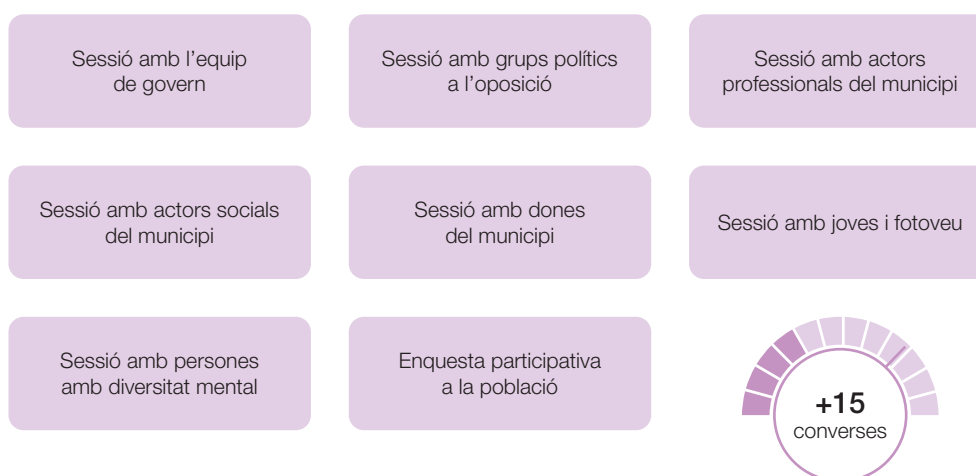 Sessió amb l’equip
de govern
Sessió amb grups polítics
a l’oposició
Sessió amb actors
professionals del municipi
Sessió amb actors socials
del municipi
Sessió amb dones
del municipi
Sessió amb joves i fotoveu
Sessió amb persones
amb diversitat mental
Enquesta participativa
a la població
+15
converses